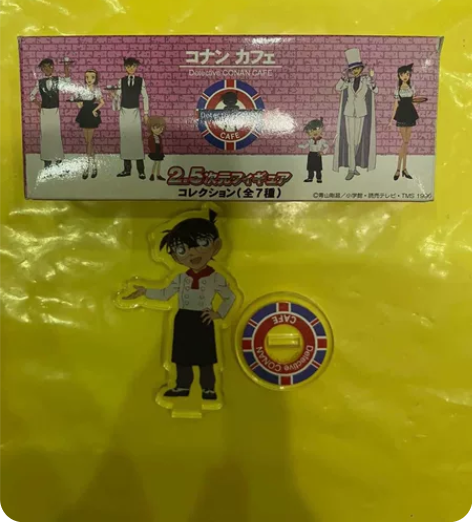 コナン カフェ
Detective CONAN CAFE
Detective
CAFE
2.5次元フィギュア
コレクション(全7種)
©青山剛昌／小学館・読売テレビ・TMS 1996
CAFE
Detective CONAN